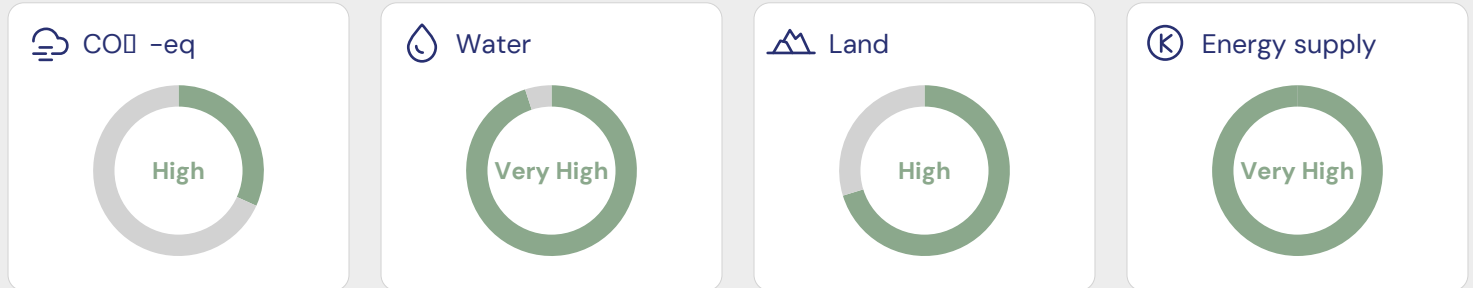 CO▯ -eq
High
Water
Very High
Land
High
Energy supply
Very High